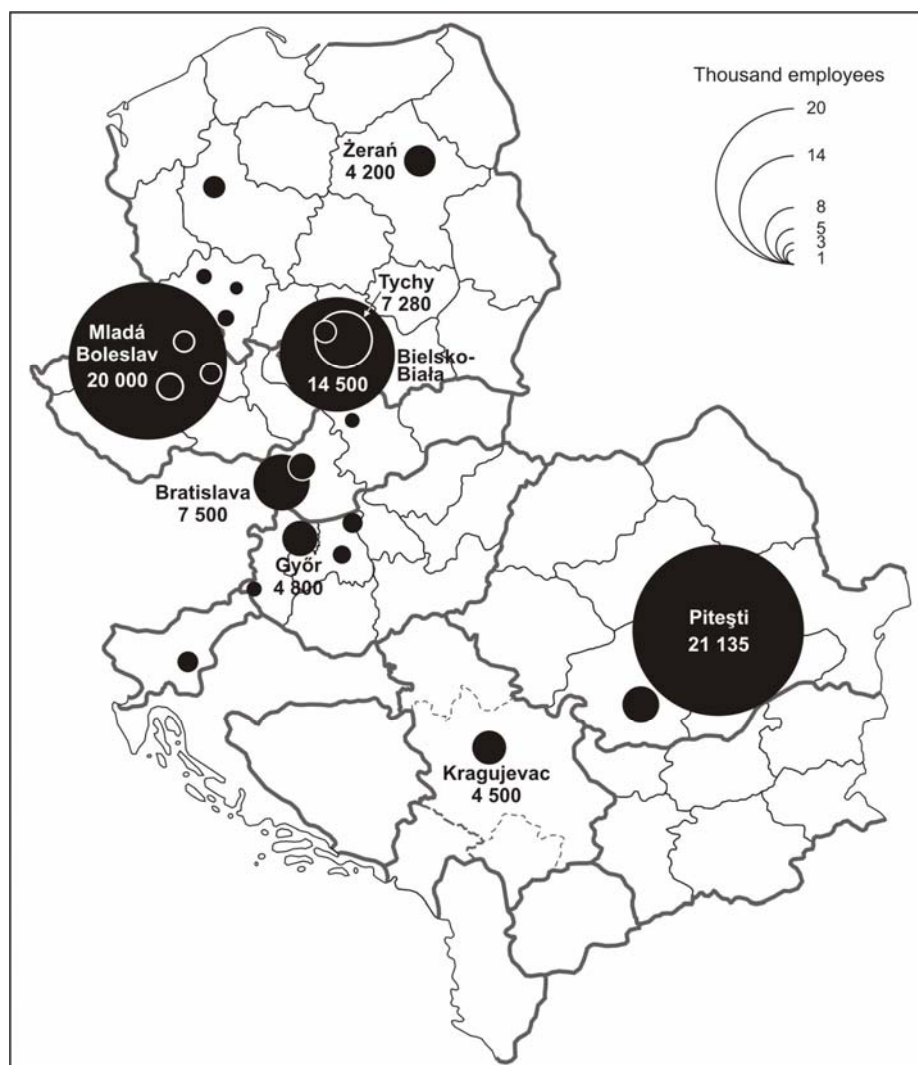 Thousand employees
20
14
8
5
3
1
Żerań
4 200
Tychy
7 280
Mladá
Boleslav
20 000
Bielsko-
Biała
14 500
Bratislava
7 500
Győr
4 800
Piteşti
21 135
Kragujevac
4 500